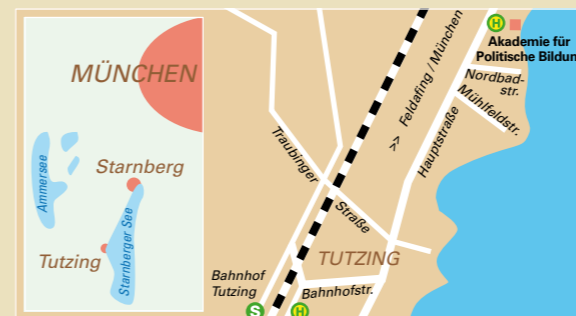 MÜNCHEN
Starnberg
Ammersee
Starnberger See
Tutzing
H
Akademie für
Politische Bildun
Nordbad-
str.
Mühlfeldstr.
>> Feldafing / München
Hauptstraße
Traubinger
Straße
TUTZING
Bahnhof
Tutzing
Bahnhofstr.
S
H